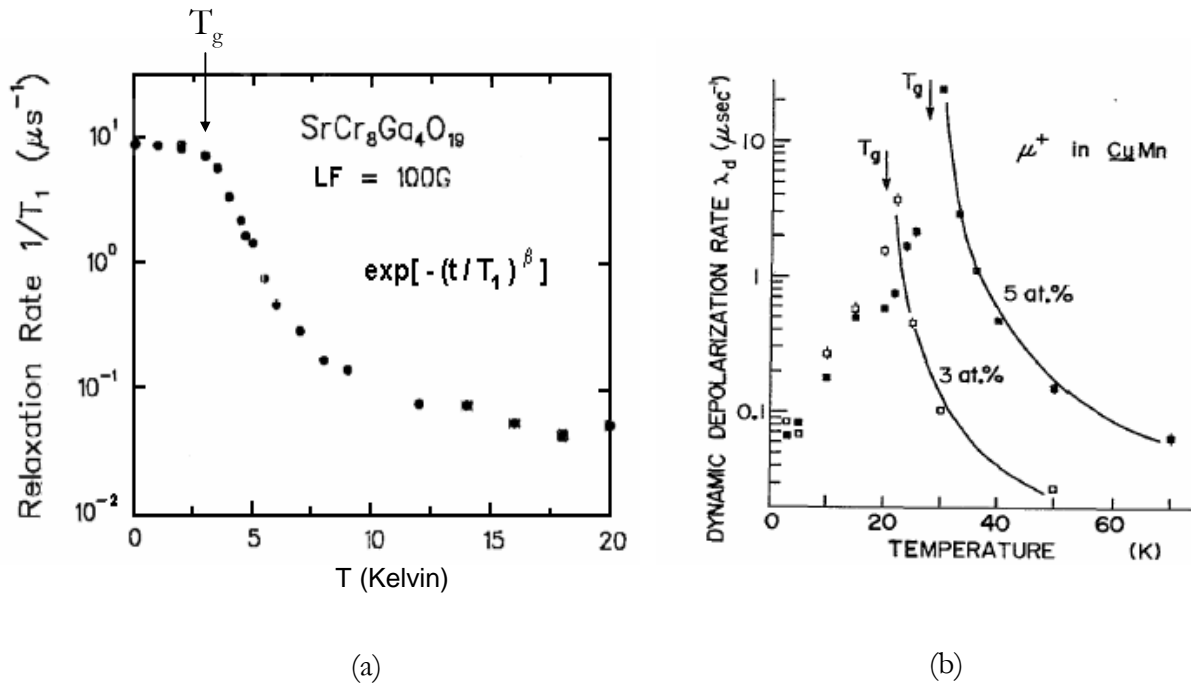 T_g
Relaxation Rate 1/T₁ (μs⁻¹)
10¹
10⁰
10⁻¹
10⁻²
SrCr₈Ga₄O₁₉
LF = 100G
exp[-(t/T₁)^β]
0 5 10 15 20
T (Kelvin)
(a)
DYNAMIC DEPOLARIZATION RATE λ_d (μsec⁻¹)
10
1
0.1
T_g
T_g
μ⁺ in CuMn
5 at.%
3 at.%
0 20 40 60
TEMPERATURE (K)
(b)